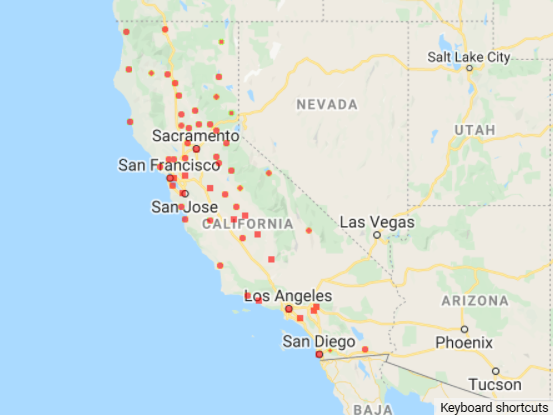 Salt Lake City
NEVADA
UTAH
Sacramento
San Francisco
San Jose
CALIFORNIA
Las Vegas
Los Angeles
ARIZONA
San Diego
Phoenix
Tucson
Keyboard shortcuts
BAJA